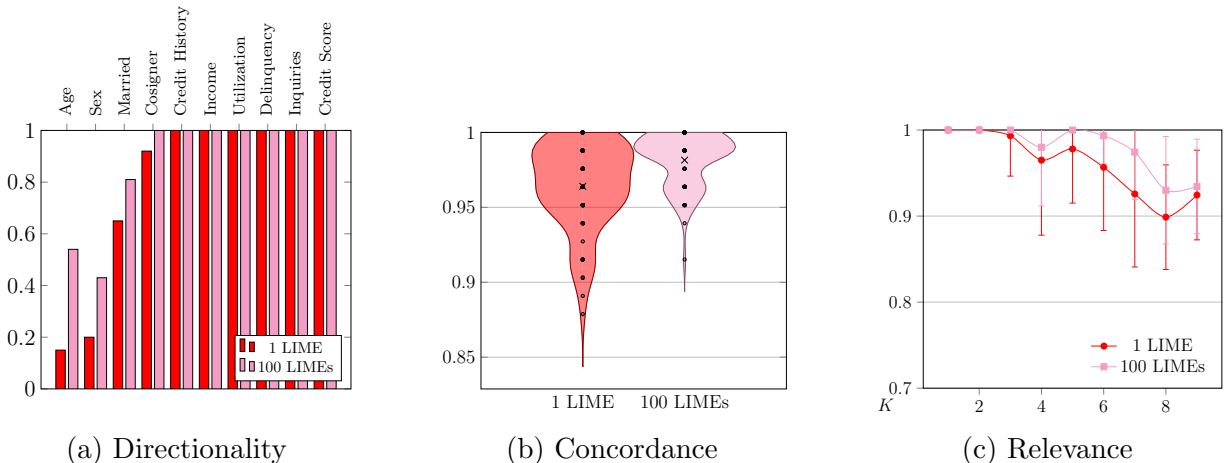 Age
Sex
Married
Cosigner
Credit History
Income
Utilization
Delinquency
Inquiries
Credit Score
1
0.8
0.6
0.4
0.2
0
1 LIME
100 LIMEs
(a) Directionality
1
0.95
0.9
0.85
1 LIME 100 LIMEs
(b) Concordance
1
0.9
0.8
0.7
1 LIME
100 LIMEs
K 2 4 6 8
(c) Relevance